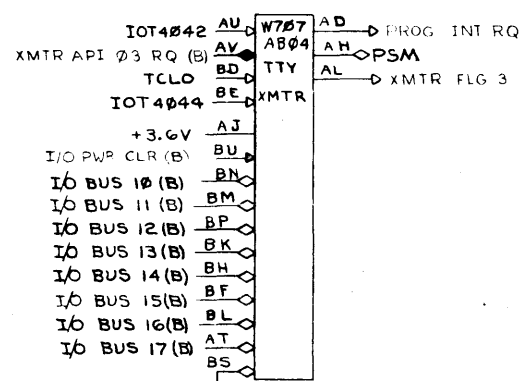 IOT4Ø42 AU W7Ø7 AD PROG INT RQ
XMTR API Ø3 RQ (B) AV ABØ4 AH PSM
TCLO BD TTY AL XMTR FLG 3
IOT4Ø44 BE XMTR
+3.6V AJ
I/O PWR CLR (B) BU
I/O BUS 1Ø (B) BN
I/O BUS 11 (B) BM
I/O BUS 12 (B) BP
I/O BUS 13 (B) BK
I/O BUS 14 (B) BH
I/O BUS 15 (B) BF
I/O BUS 16 (B) BL
I/O BUS 17 (B) AT
BS